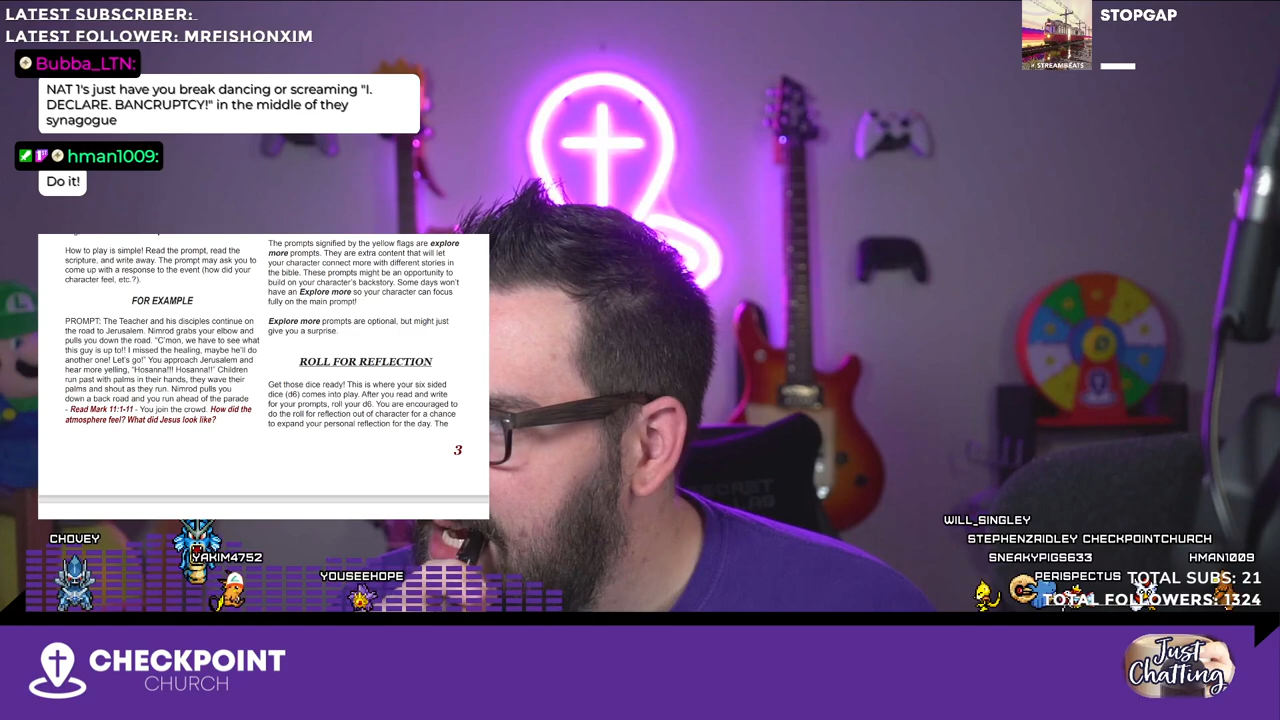 LATEST SUBSCRIBER:
LATEST FOLLOWER: MRFISHONXIM
Bubba_LTN:
NAT 1's just have you break dancing or screaming "I.
DECLARE. BANCRUPTCY!" in the middle of they
synagogue
hman1009:
Do it!
STOPGAP
STREAMBEATS
How to play is simple! Read the prompt, read the
scripture, and write away. The prompt may ask you to
come up with a response to the event (how did your
character feel, etc.?).
FOR EXAMPLE
PROMPT: The Teacher and his disciples continue on
the road to Jerusalem. Nimrod grabs your elbow and
pulls you down the road. "C'mon, we have to see what
this guy is up to!! I missed the healing, maybe he'll do
another one! Let's go!" You approach Jerusalem and
hear more yelling, "Hosanna!!! Hosanna!!" Children
run past with palms in their hands, they wave their
palms and shout as they run. Nimrod pulls you
down a back road and you run ahead of the parade
- Read Mark 11:1-11 - You join the crowd. How did the
atmosphere feel? What did Jesus look like?
The prompts signified by the yellow flags are explore
more prompts. They are extra content that will let
your character connect more with different stories in
the bible. These prompts might be an opportunity to
build on your character's backstory. Some days won't
have an Explore more so your character can focus
fully on the main prompt!
Explore more prompts are optional, but might just
give you a surprise.
ROLL FOR REFLECTION
Get those dice ready! This is where your six sided
dice (d6) comes into play. After you read and write
for your prompts, roll your d6. You are encouraged to
do the roll for reflection out of character for a chance
to expand your personal reflection for the day. The
3
CHOVEY
YAKIM4752
YOUSEEHOPE
WILL_SINGLEY
STEPHENZRIDLEY CHECKPOINTCHURCH
SNEAKYPIGS633 HMAN1009
PERISPECTUS TOTAL SUBS: 21
TOTAL FOLLOWERS: 1324
CHECKPOINT
CHURCH
Just
Chatting